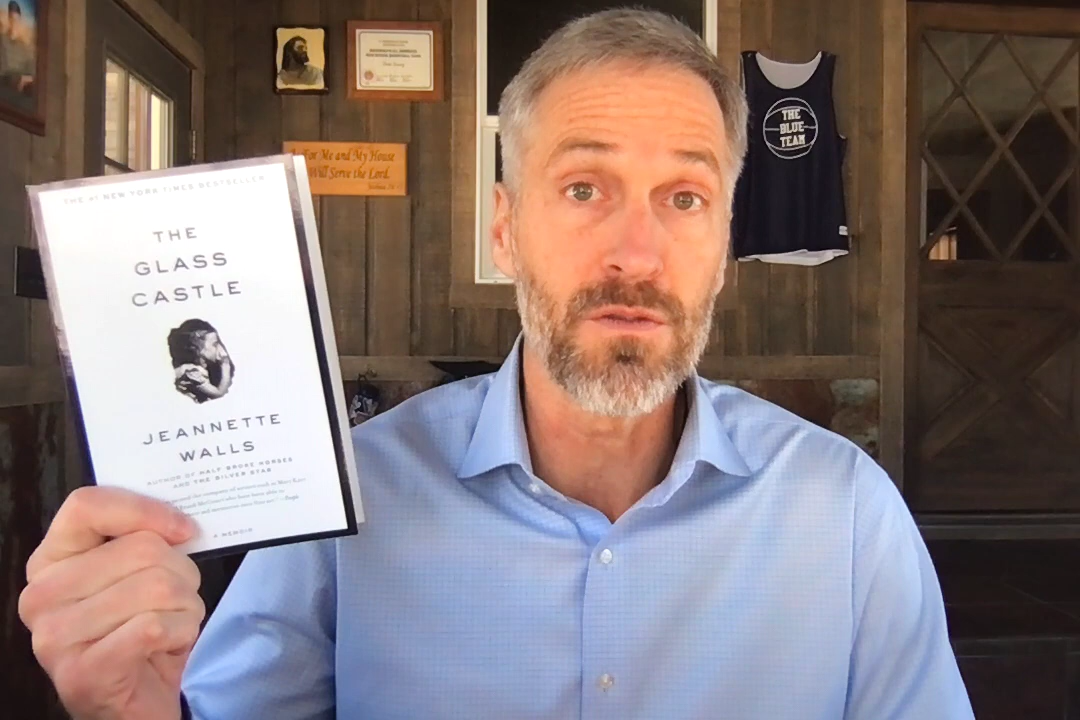 THE #1 NEW YORK TIMES BESTSELLER
THE
GLASS
CASTLE
JEANNETTE
WALLS
AUTHOR OF HALF BROKE HORSES
AND THE SILVER STAR
A MEMOIR
For Me and My House
Will Serve the Lord.
THE
BLUE
TEAM